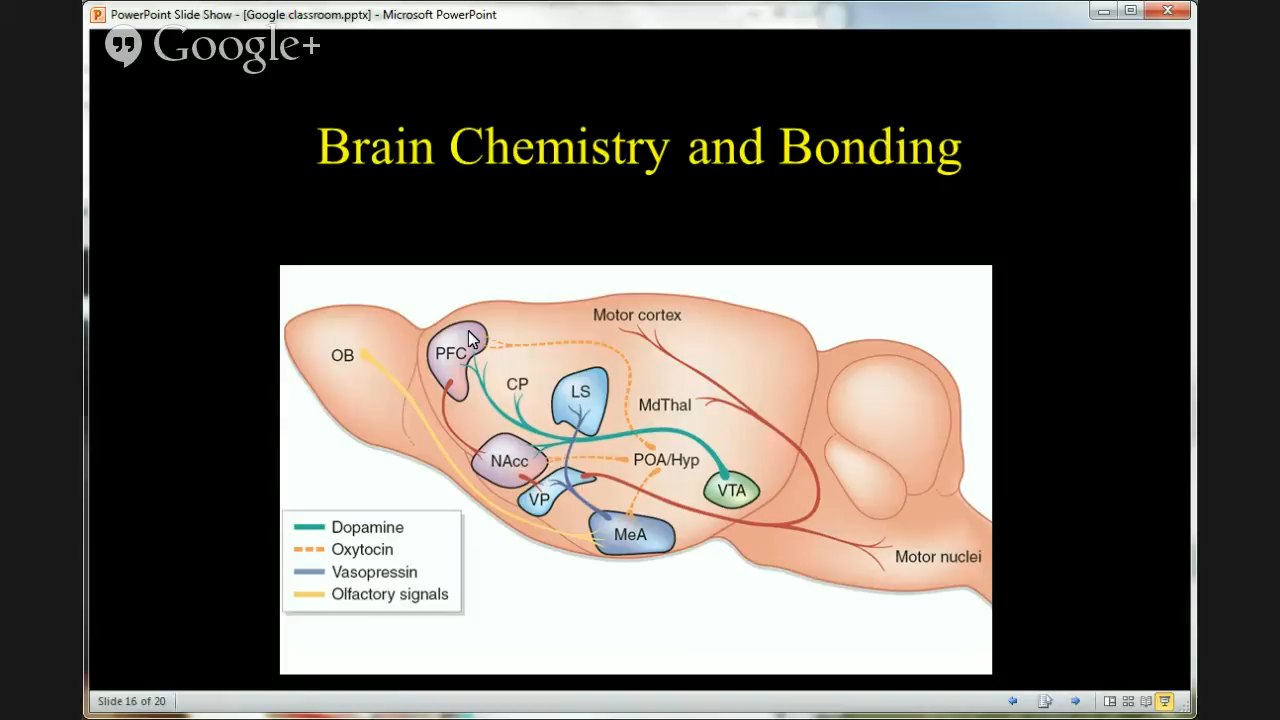 PowerPoint Slide Show - [Google classroom.pptx] - Microsoft PowerPoint
Google+
Brain Chemistry and Bonding
Motor cortex
OB
PFC
CP
LS
MdThal
NAcc
POA/Hyp
VP
VTA
MeA
Motor nuclei
Dopamine
Oxytocin
Vasopressin
Olfactory signals
Slide 16 of 20